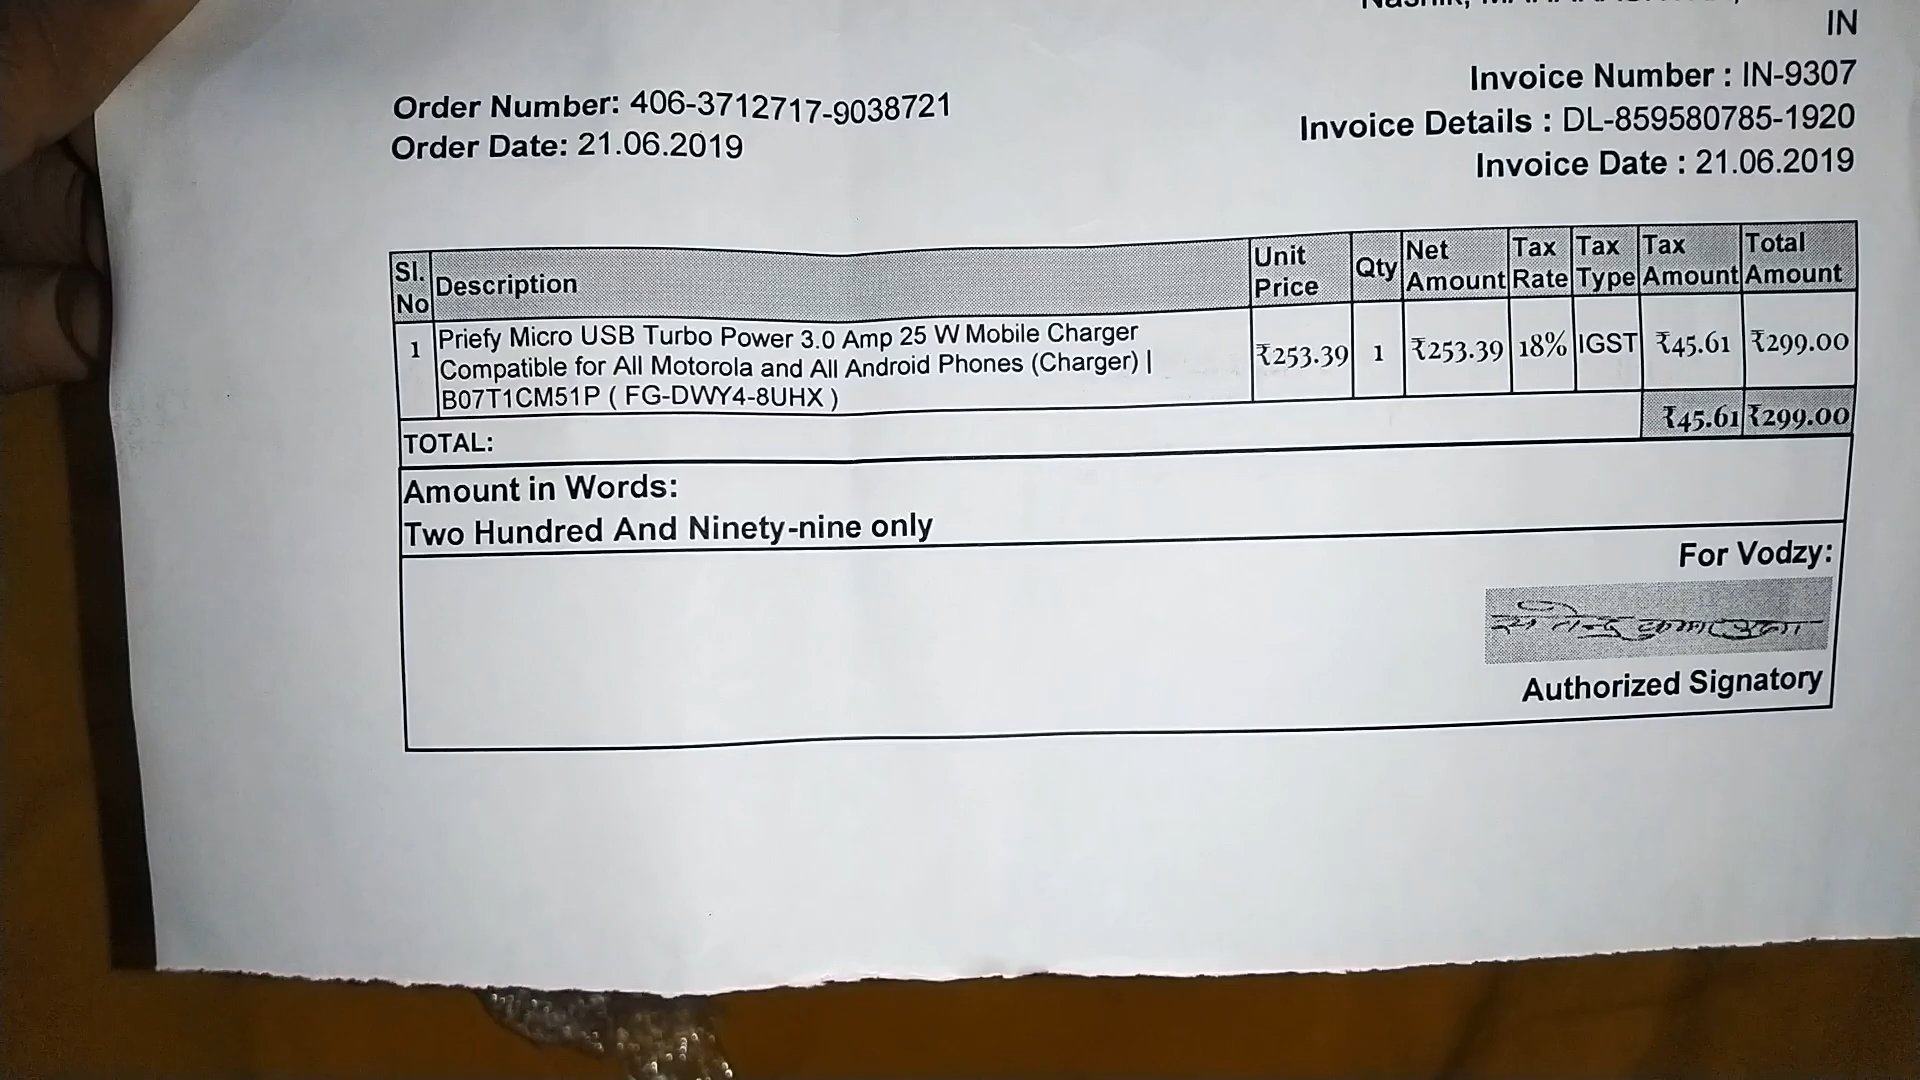 IN
Order Number: 406-3712717-9038721
Order Date: 21.06.2019
Invoice Number : IN-9307
Invoice Details : DL-859580785-1920
Invoice Date : 21.06.2019
Sl. No Description Unit Price Qty Net Amount Tax Rate Tax Type Tax Amount Total Amount
1 Priefy Micro USB Turbo Power 3.0 Amp 25 W Mobile Charger
Compatible for All Motorola and All Android Phones (Charger) |
B07T1CM51P ( FG-DWY4-8UHX )
₹253.39 1 ₹253.39 18% IGST ₹45.61 ₹299.00
TOTAL: ₹45.61 ₹299.00
Amount in Words:
Two Hundred And Ninety-nine only
For Vodzy:
Authorized Signatory